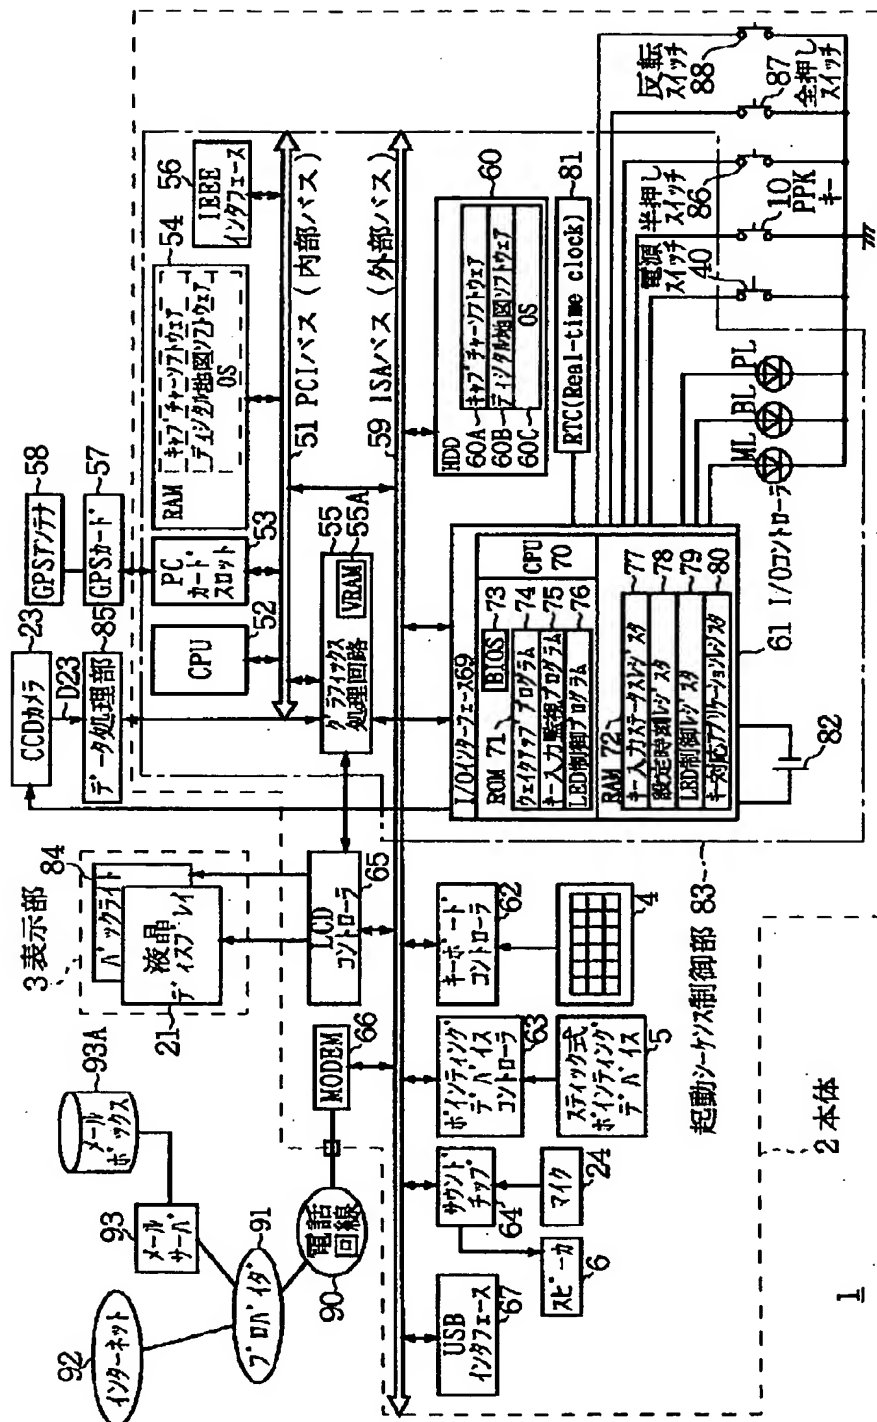 インターネット
92
メール
ボックス
93A
メール
サーバ
93
プロバイダ
91
電話
回線
90
MODEM
66
3 表示部
バックライト
84
液晶
ディスプレイ
21
LCD
コントローラ
65
CCDカメラ
23
D23
データ処理部
85
GPSアンテナ
58
GPSカード
57
CPU
52
PC
カード
スロット
53
RAM
キャプチャーソフトウェア
ディジタル地図ソフトウェア
OS
54
IEEE
インタフェース
56
51 PCIバス (内部バス)
グラフィックス
処理回路
55
VRAM
55A
59 ISAバス (外部バス)
USB
インタフェース
67
サウンド
チップ
64
スピーカ
6
マイク
24
ポインティング
デバイス
コントローラ
63
スティック式
ポインティング
デバイス
5
キーボード
コントローラ
62
4
起動シーケンス制御部 83
I/Oインターフェース69
ROM 71
BIOS
73
ウェイクアップ プログラム
74
キー入力監視プログラム
75
LED制御プログラム
76
CPU
70
RAM 72
キー入力ステータスレジスタ
77
設定時刻レジスタ
78
LED制御レジスタ
79
キー対応アプリケーションレジスタ
80
61 I/Oコントローラ
82
HDD
60A
キャプチャーソフトウェア
60B
ディジタル地図ソフトウェア
60C
OS
60
RTC(Real-time clock)
81
ML
BL
PL
電源
スイッチ
40
10
PPK
キー
半押し
スイッチ
86
87
全押し
スイッチ
反転
スイッチ
88
2 本体
1